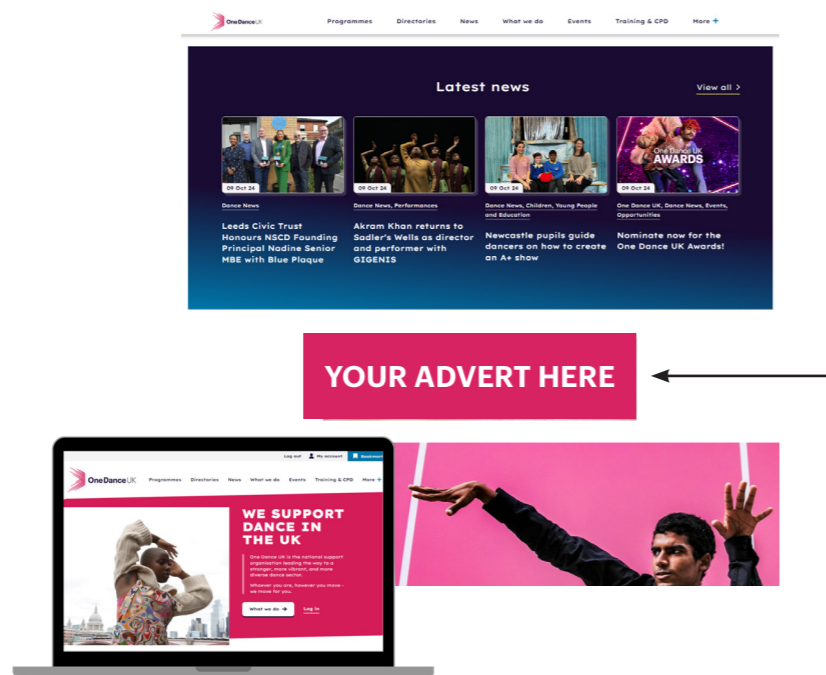 One Dance UK
Programmes Directories News What we do Events Training & CPD More +
Latest news
View all >
09 Oct 24
Dance News
Leeds Civic Trust
Honours NSCD Founding
Principal Nadine Senior
MBE with Blue Plaque
09 Oct 24
Dance News, Performances
Akram Khan returns to
Sadler's Wells as director
and performer with
GIGENIS
09 Oct 24
Dance News, Children, Young People
and Education
Newcastle pupils guide
dancers on how to create
an A+ show
One Dance UK
AWARDS
09 Oct 24
One Dance UK, Dance News, Events,
Opportunities
Nominate now for the
One Dance UK Awards!
YOUR ADVERT HERE
Log out My account Bookmark
One Dance UK
Programmes Directories News What we do Events Training & CPD More +
WE SUPPORT
DANCE IN
THE UK
One Dance UK is the national support
organisation leading the way to a
stronger, more vibrant, and more
diverse dance sector.
Whoever you are, however you move -
we move for you.
What we do → Log in